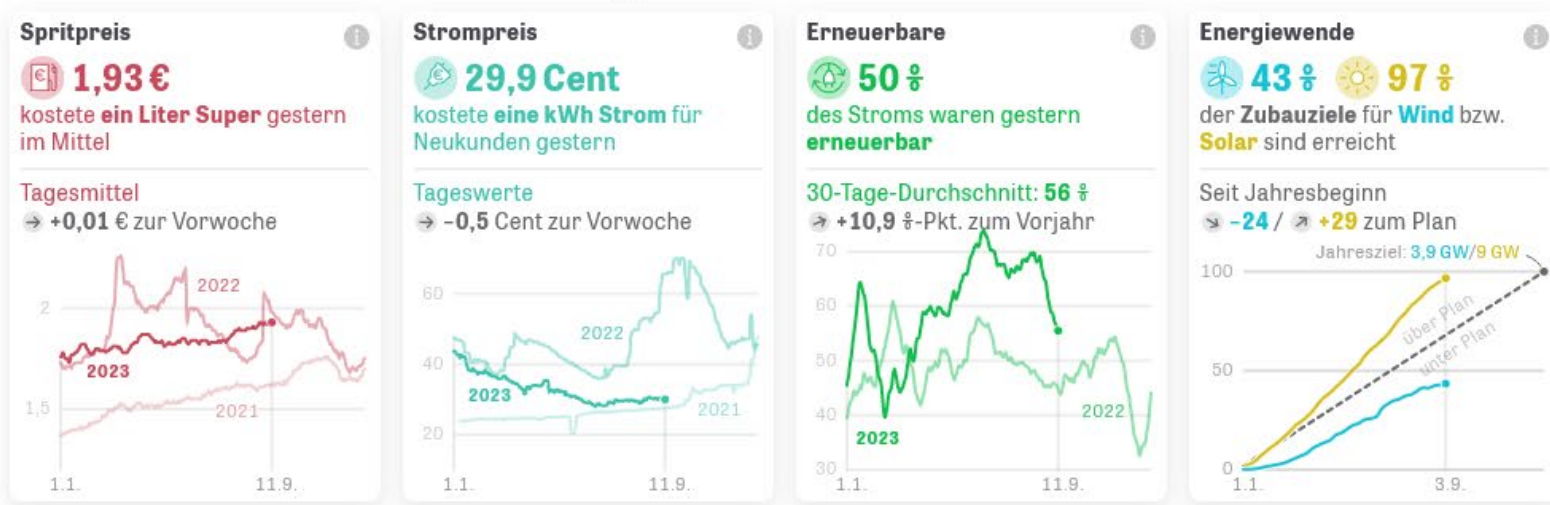 Spritpreis
1,93 €
kostete ein Liter Super gestern
im Mittel
Tagesmittel
→ +0,01 € zur Vorwoche
2022
2
2023
1,5
2021
1.1.
11.9.
Strompreis
29,9 Cent
kostete eine kWh Strom für
Neukunden gestern
Tageswerte
→ -0,5 Cent zur Vorwoche
60
2022
40
2023
2021
20
1.1.
11.9.
Erneuerbare
50 %
des Stroms waren gestern
erneuerbar
30-Tage-Durchschnitt: 56 %
+10,9 %-Pkt. zum Vorjahr
70
60
50
40
2022
2023
30
1.1.
11.9.
Energiewende
43 % 97 %
der Zubauziele für Wind bzw.
Solar sind erreicht
Seit Jahresbeginn
↘ -24 / ↗ +29 zum Plan
Jahresziel: 3,9 GW/9 GW
100
über Plan
unter Plan
50
0
1.1.
3.9.